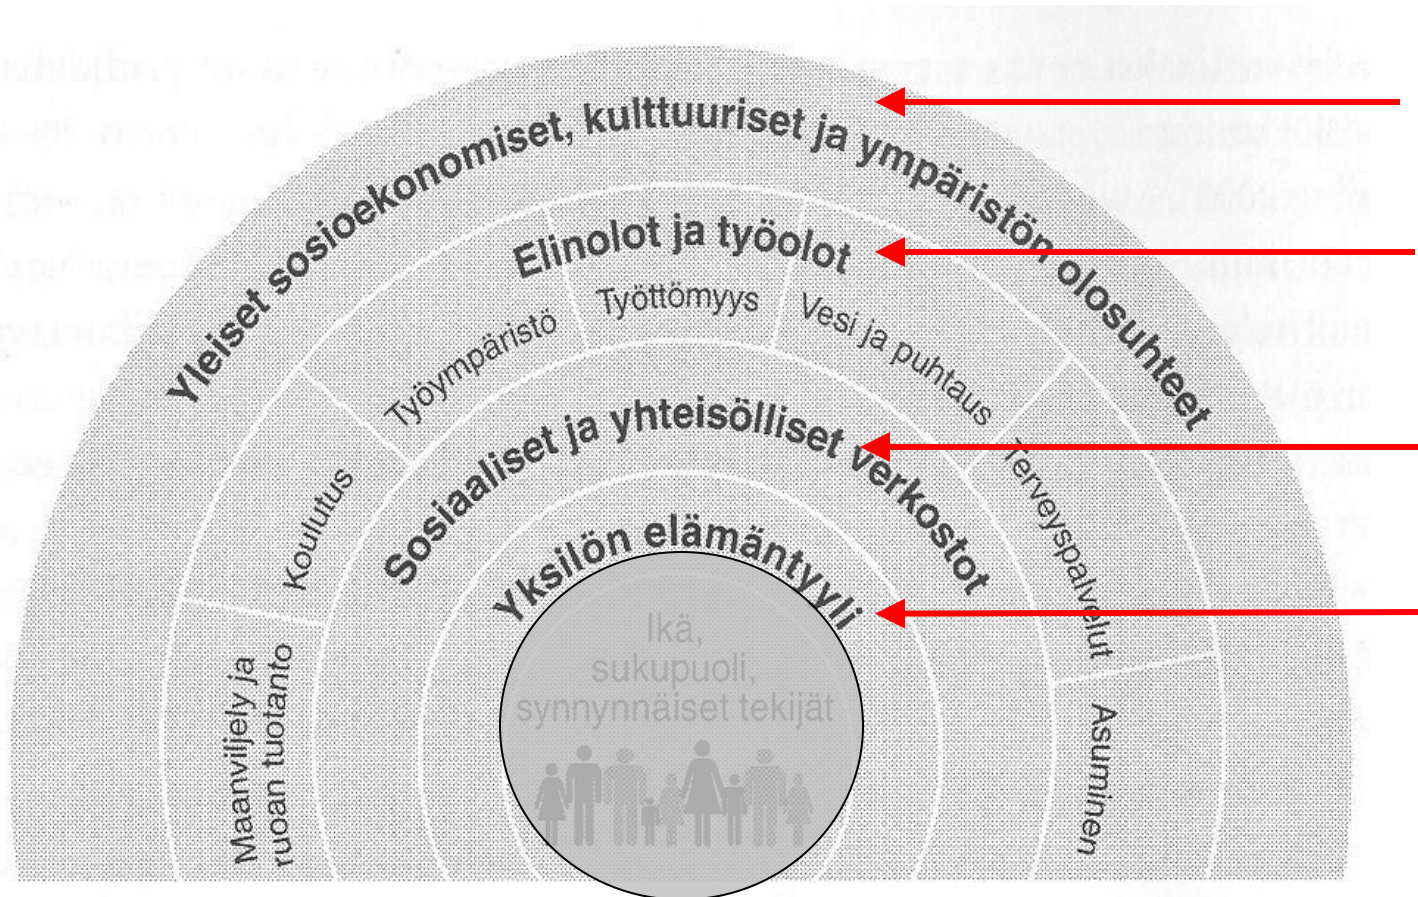 Yleiset sosioekonomiset, kulttuuriset ja ympäristön olosuhteet
Elinolot ja työolot
Maanviljely ja
ruoan tuotanto
Koulutus
Työympäristö
Työttömyys
Vesi ja puhtaus
Terveyspalvelut
Asuminen
Sosiaaliset ja yhteisölliset verkostot
Yksilön elämäntyyli
Ikä,
sukupuoli,
synnynnäiset tekijät